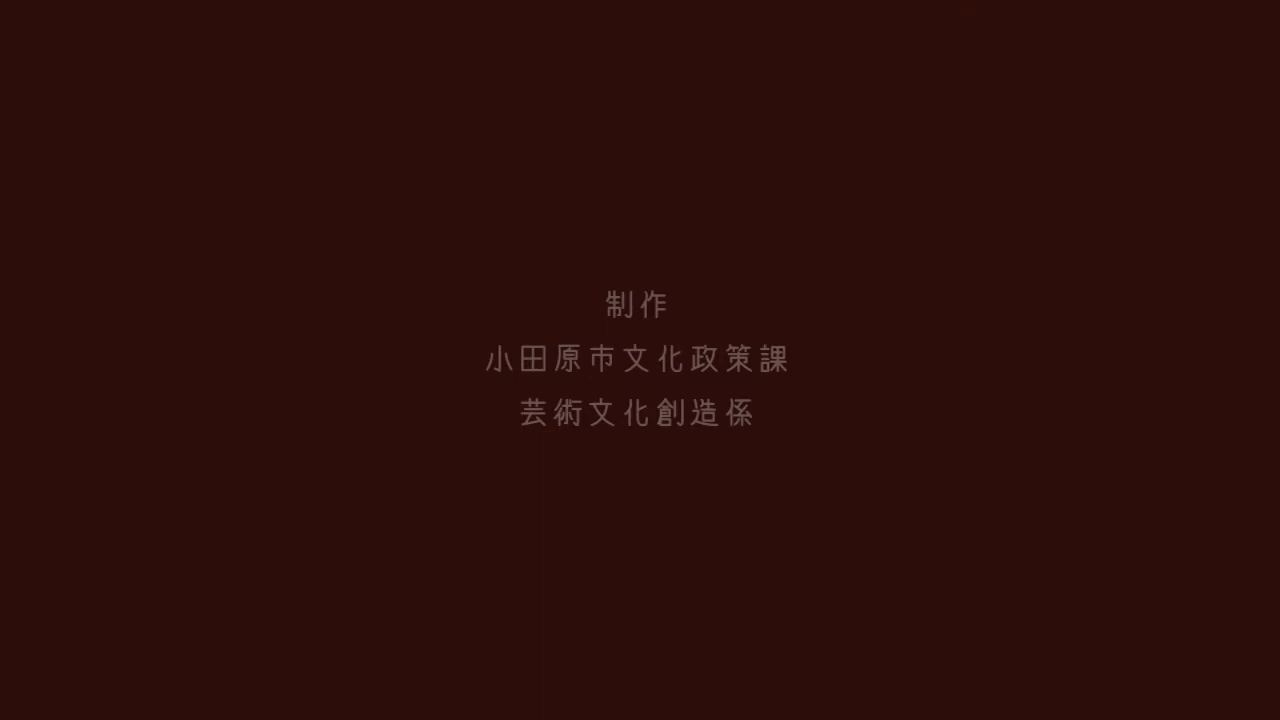 制作
小田原市文化政策課
芸術文化創造係